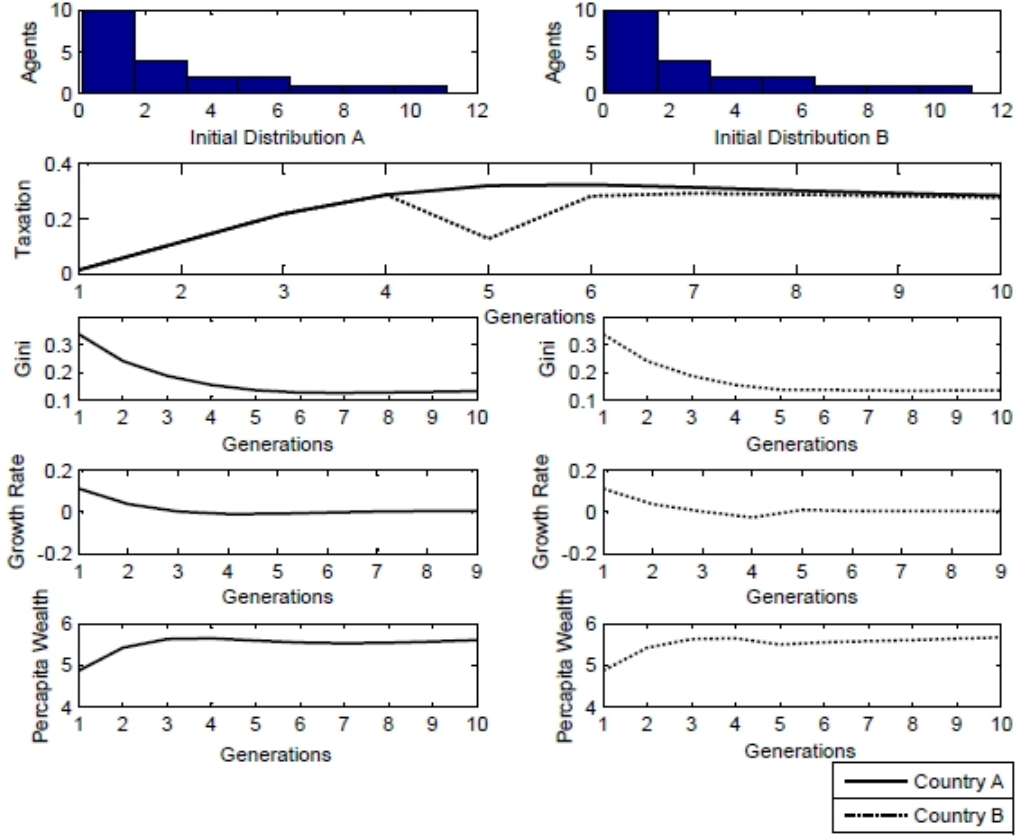 10
5
0
Agents
0 2 4 6 8 10 12
Initial Distribution A
10
5
0
Agents
0 2 4 6 8 10 12
Initial Distribution B
0.4
0.2
0
Taxation
1 2 3 4 5 6 7 8 9 10
Generations
0.3
0.2
0.1
Gini
1 2 3 4 5 6 7 8 9 10
Generations
0.3
0.2
0.1
Gini
1 2 3 4 5 6 7 8 9 10
Generations
0.2
0
-0.2
Growth Rate
1 2 3 4 5 6 7 8 9
Generations
0.2
0
-0.2
Growth Rate
1 2 3 4 5 6 7 8 9
Generations
6
5
4
Percapita Wealth
1 2 3 4 5 6 7 8 9 10
Generations
6
5
4
Percapita Wealth
1 2 3 4 5 6 7 8 9 10
Generations
Country A
Country B